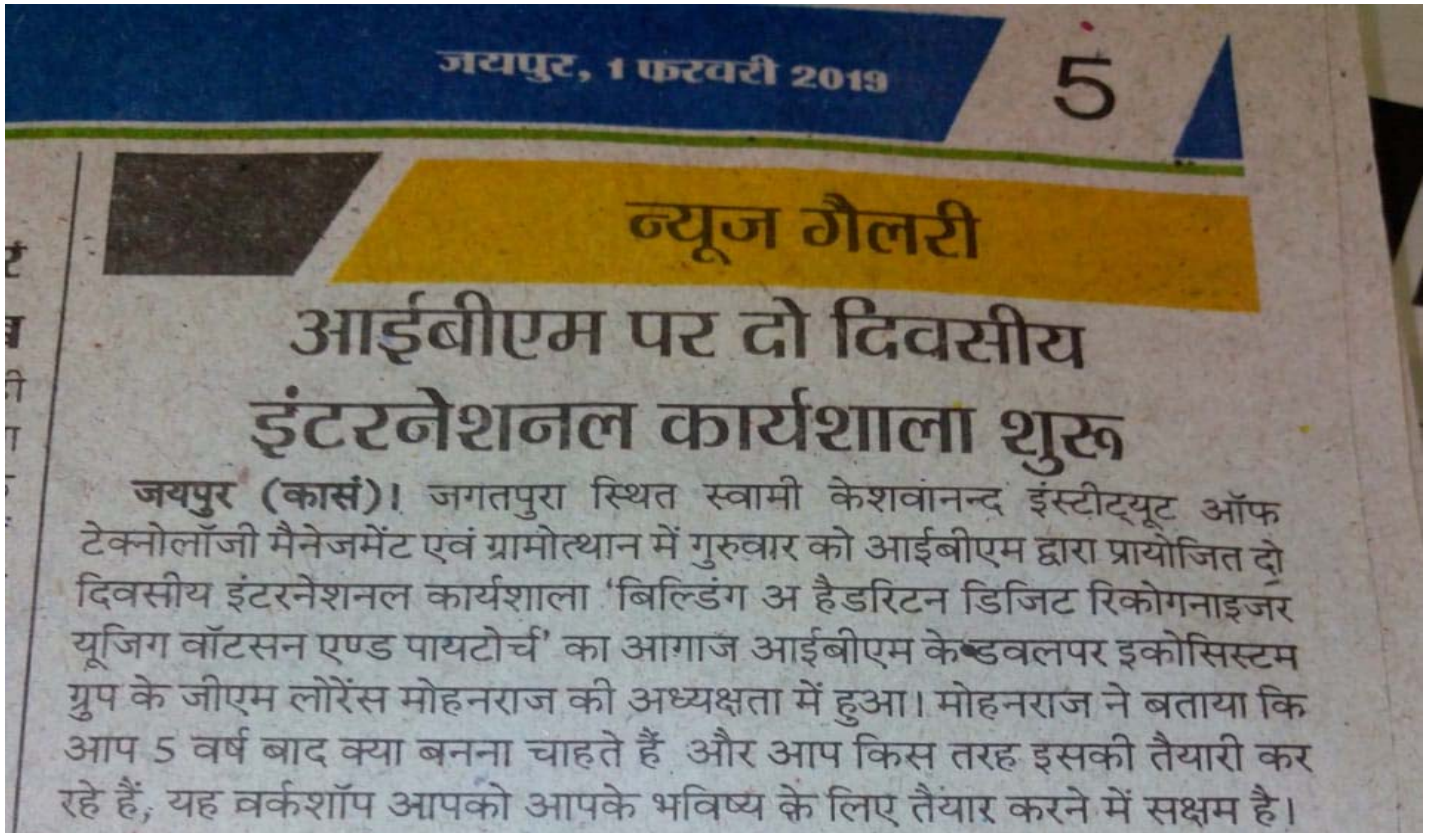 जयपुर, 1 फरवरी 2019
5
न्यूज गैलरी
आईबीएम पर दो दिवसीय
इंटरनेशनल कार्यशाला शुरू
जयपुर (कासं)। जगतपुरा स्थित स्वामी केशवानन्द इंस्टीट्यूट ऑफ
टेक्नोलॉजी मैनेजमेंट एवं ग्रामोत्थान में गुरुवार को आईबीएम द्वारा प्रायोजित दो
दिवसीय इंटरनेशनल कार्यशाला 'बिल्डिंग अ हैडरिटन डिजिट रिकोगनाइजर
यूजिग वॉटसन एण्ड पायटोर्च' का आगाज आईबीएम के डवलपर इकोसिस्टम
ग्रुप के जीएम लोरेंस मोहनराज की अध्यक्षता में हुआ। मोहनराज ने बताया कि
आप 5 वर्ष बाद क्या बनना चाहते हैं और आप किस तरह इसकी तैयारी कर
रहे हैं, यह वर्कशॉप आपको आपके भविष्य के लिए तैयार करने में सक्षम है।